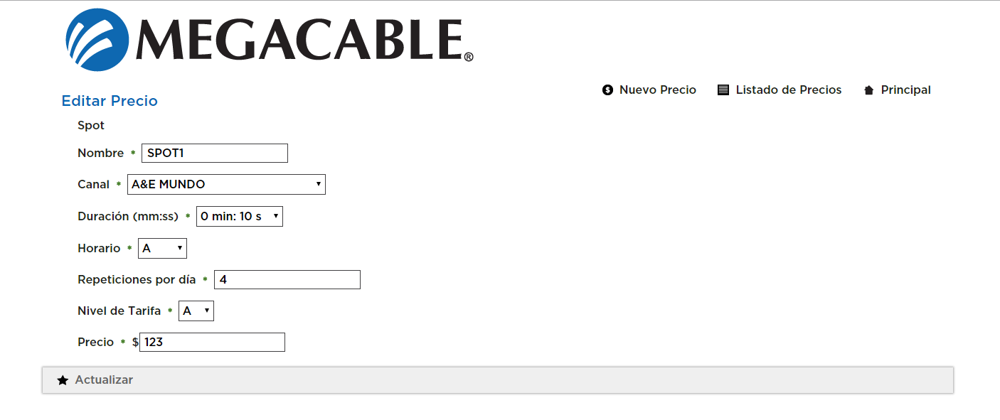 MEGACABLE®
Nuevo Precio Listado de Precios Principal
Editar Precio
Spot
Nombre * SPOT1
Canal * A&E MUNDO
Duración (mm:ss) * 0 min: 10 s
Horario * A
Repeticiones por día * 4
Nivel de Tarifa * A
Precio * $ 123
Actualizar